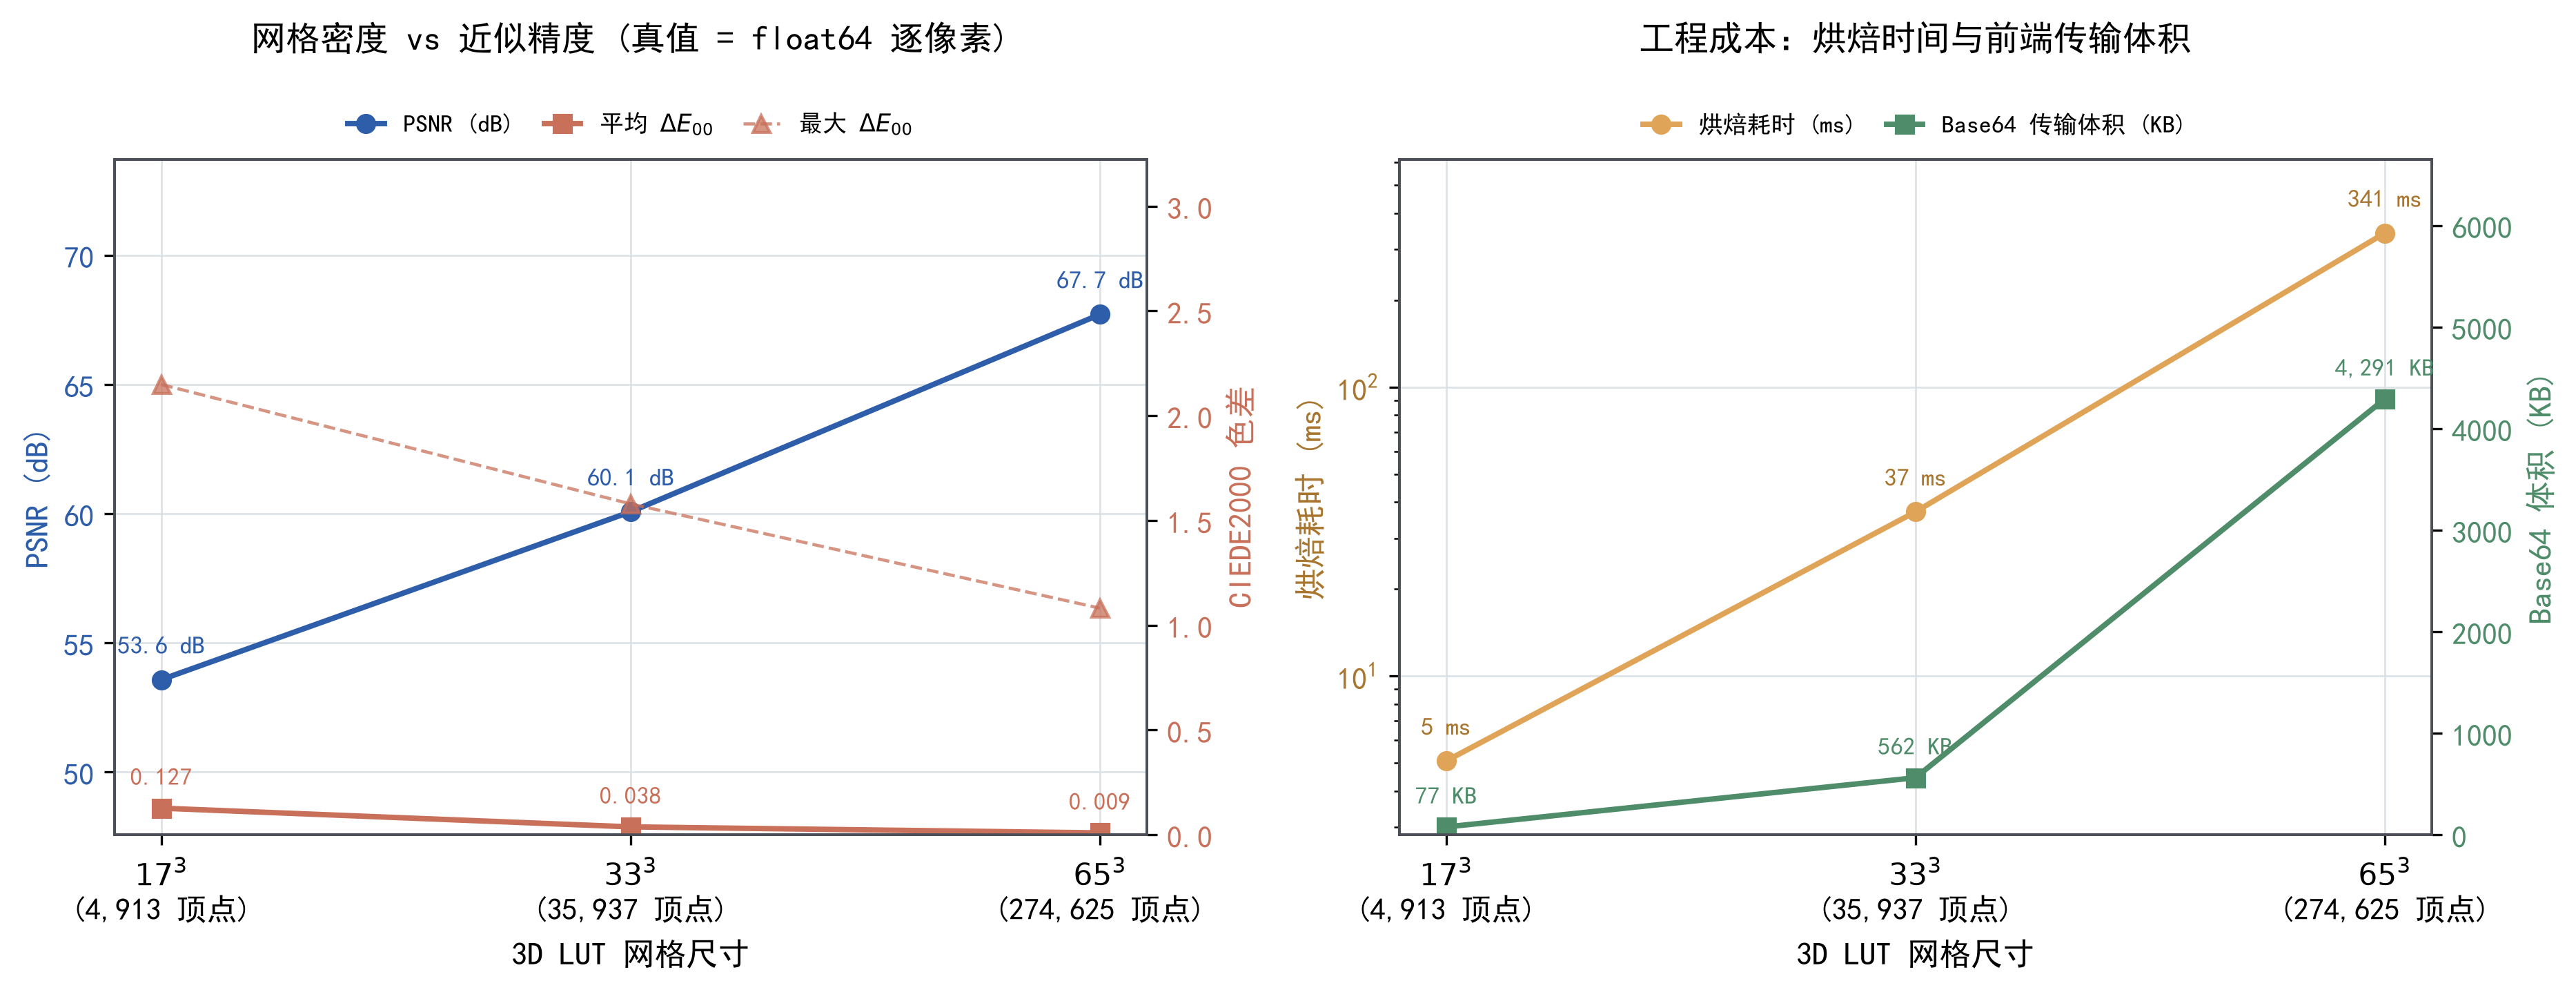 网格密度 vs 近似精度 (真值 = float64 逐像素)
PSNR (dB)
平均 ΔE₀₀
最大 ΔE₀₀
70
65
60
55
50
PSNR (dB)
53.6 dB
60.1 dB
67.7 dB
0.127
0.038
0.009
3.0
2.5
2.0
1.5
1.0
0.5
0.0
CIEDE2000 色差
17³
(4,913 顶点)
33³
(35,937 顶点)
65³
(274,625 顶点)
3D LUT 网格尺寸
工程成本: 烘焙时间与前端传输体积
烘焙耗时 (ms)
Base64 传输体积 (KB)
10²
10¹
烘焙耗时 (ms)
5 ms
37 ms
341 ms
77 KB
562 KB
4,291 KB
6000
5000
4000
3000
2000
1000
0
Base64 体积 (KB)
17³
(4,913 顶点)
33³
(35,937 顶点)
65³
(274,625 顶点)
3D LUT 网格尺寸